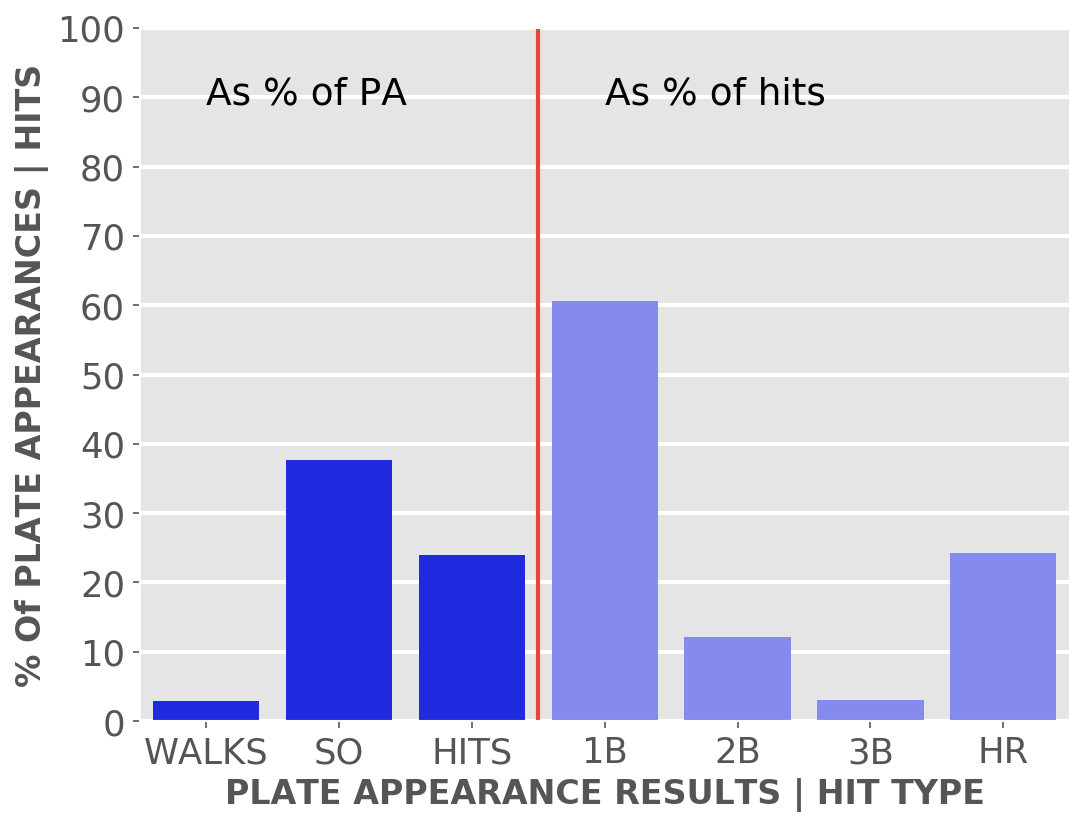 % Of PLATE APPEARANCES | HITS
100
90
80
70
60
50
40
30
20
10
0
As % of PA
As % of hits
WALKS SO HITS 1B 2B 3B HR
PLATE APPEARANCE RESULTS | HIT TYPE